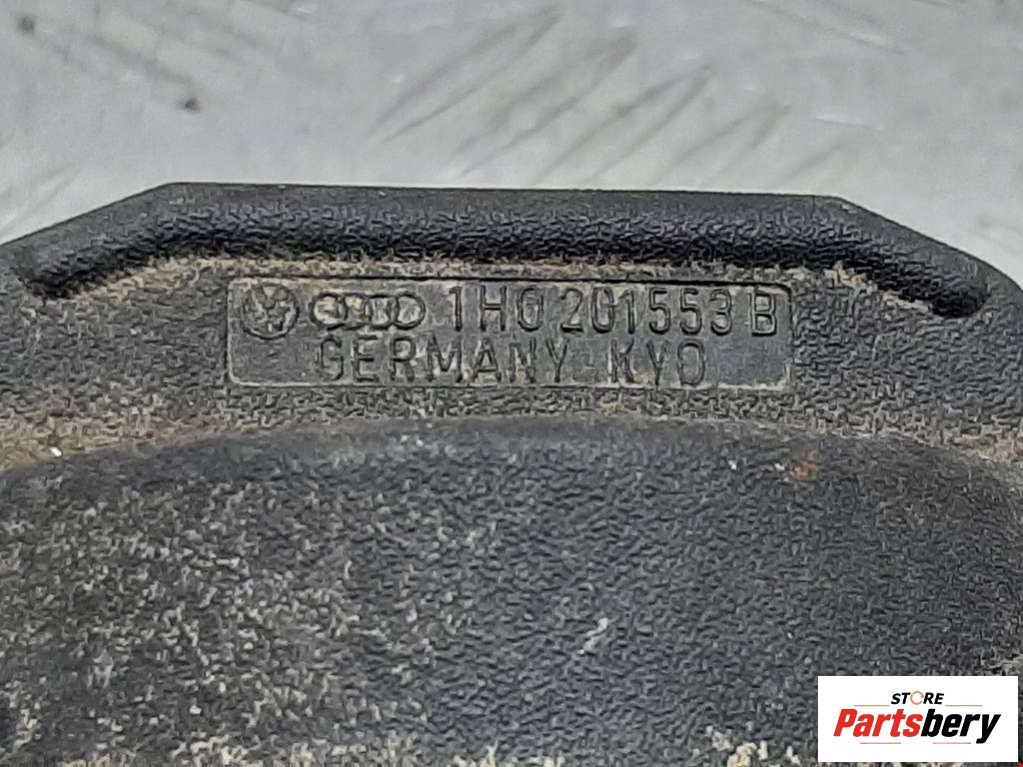 1H0 201553 B
GERMANY KYO
STORE
Partsbery